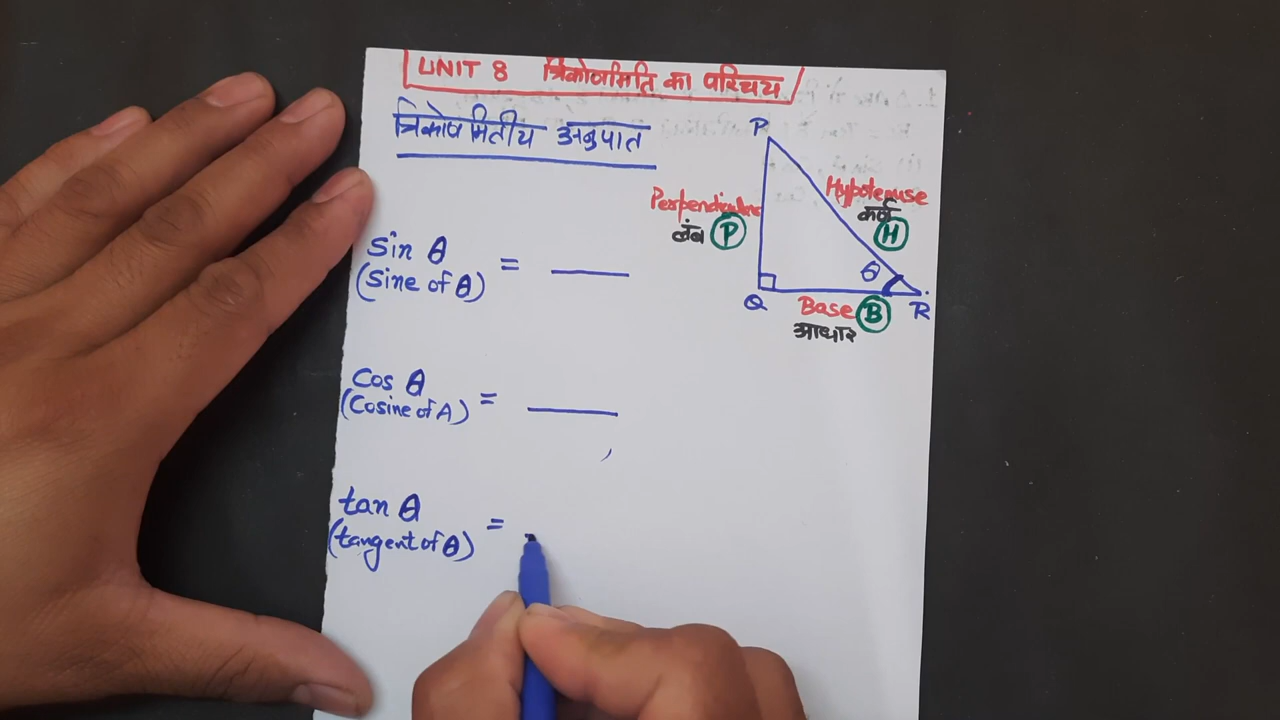 UNIT 8 त्रिकोणमिति का परिचय
त्रिकोणमितीय अनुपात
P
Perpendicular
लंब P
Hypotenuse
कर्ण
H
θ
Q
Base B
R
आधार
Sin θ
(Sine of θ)
=
Cos θ
(Cosine of A)
=
tan θ
(tangent of θ)
=